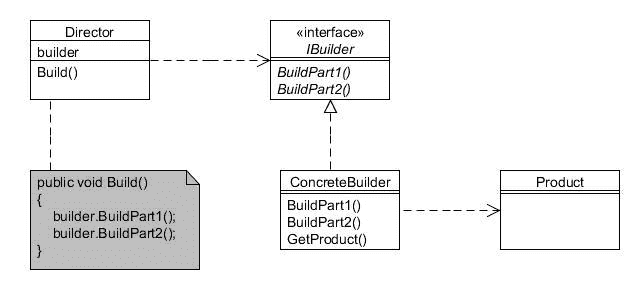 Director
builder
Build()
«interface»
IBuilder
BuildPart1()
BuildPart2()
public void Build()
{
builder.BuildPart1();
builder.BuildPart2();
}
ConcreteBuilder
BuildPart1()
BuildPart2()
GetProduct()
Product